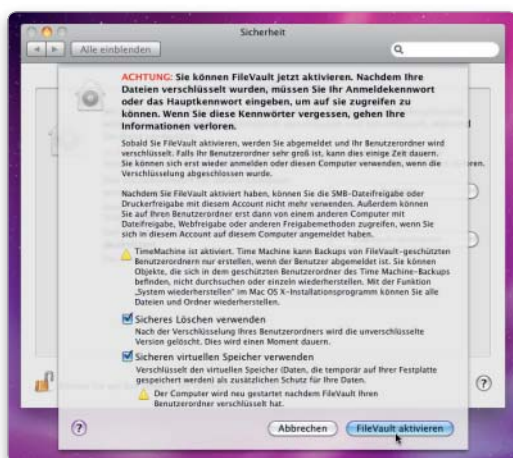 Sicherheit
Alle einblenden
ACHTUNG: Sie können FileVault jetzt aktivieren. Nachdem Ihre
Dateien verschlüsselt wurden, müssen Sie Ihr Anmeldekennwort
oder das Hauptkennwort eingeben, um auf sie zugreifen zu
können. Wenn Sie diese Kennwörter vergessen, gehen Ihre
Informationen verloren.
Sobald Sie FileVault aktivieren, werden Sie abgemeldet und Ihr Benutzerordner wird
verschlüsselt. Falls Ihr Benutzerordner sehr groß ist, kann dies einige Zeit dauern.
Sie können sich erst wieder anmelden oder diesen Computer verwenden, wenn die
Verschlüsselung abgeschlossen wurde.
Nachdem Sie FileVault aktiviert haben, können Sie die SMB-Dateifreigabe oder
Druckerfreigabe mit diesem Account nicht mehr verwenden. Außerdem können
Sie auf Ihren Benutzerordner erst dann von einem anderen Computer mit
Dateifreigabe, Webfreigabe oder anderen Freigabemethoden zugreifen, wenn Sie
sich in diesem Account auf diesem Computer angemeldet haben.
TimeMachine ist aktiviert. Time Machine kann Backups von FileVault-geschützten
Benutzerordnern nur erstellen, wenn der Benutzer abgemeldet ist. Sie können
Objekte, die sich in dem geschützten Benutzerordner des Time Machine-Backups
befinden, nicht durchsuchen oder einzeln wiederherstellen. Mit der Funktion
„System wiederherstellen" im Mac OS X-Installationsprogramm können Sie alle
Dateien und Ordner wiederherstellen.
Sicheres Löschen verwenden
Nach der Verschlüselung Ihres Benutzerordners wird die unverschlüsselte
Version gelöscht. Dies wird einen Moment dauern.
Sicheren virtuellen Speicher verwenden
Verschlüsselt den virtuellen Speicher (Daten, die temporär auf Ihrer Festplatte
gespeichert werden) als zusätzlichen Schutz für Ihre Daten.
Der Computer wird neu gestartet nachdem FileVault Ihren
Benutzerordner verschlüsselt hat.
Abbrechen
FileVault aktivieren